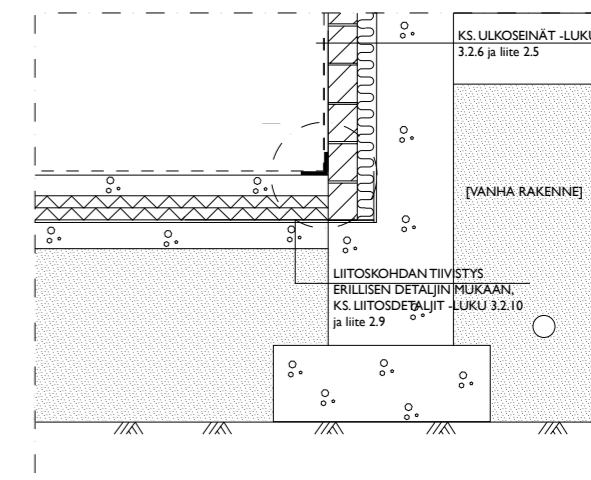 KS. ULKOSEINÄT -LUKU
3.2.6 ja liite 2.5
[VANHA RAKENNE]
LIITOSKOHDAN TIIVISTYS
ERILLISEN DETALJIN MUKAAN,
KS. LIITOSDETALJIT -LUKU 3.2.10
ja liite 2.9